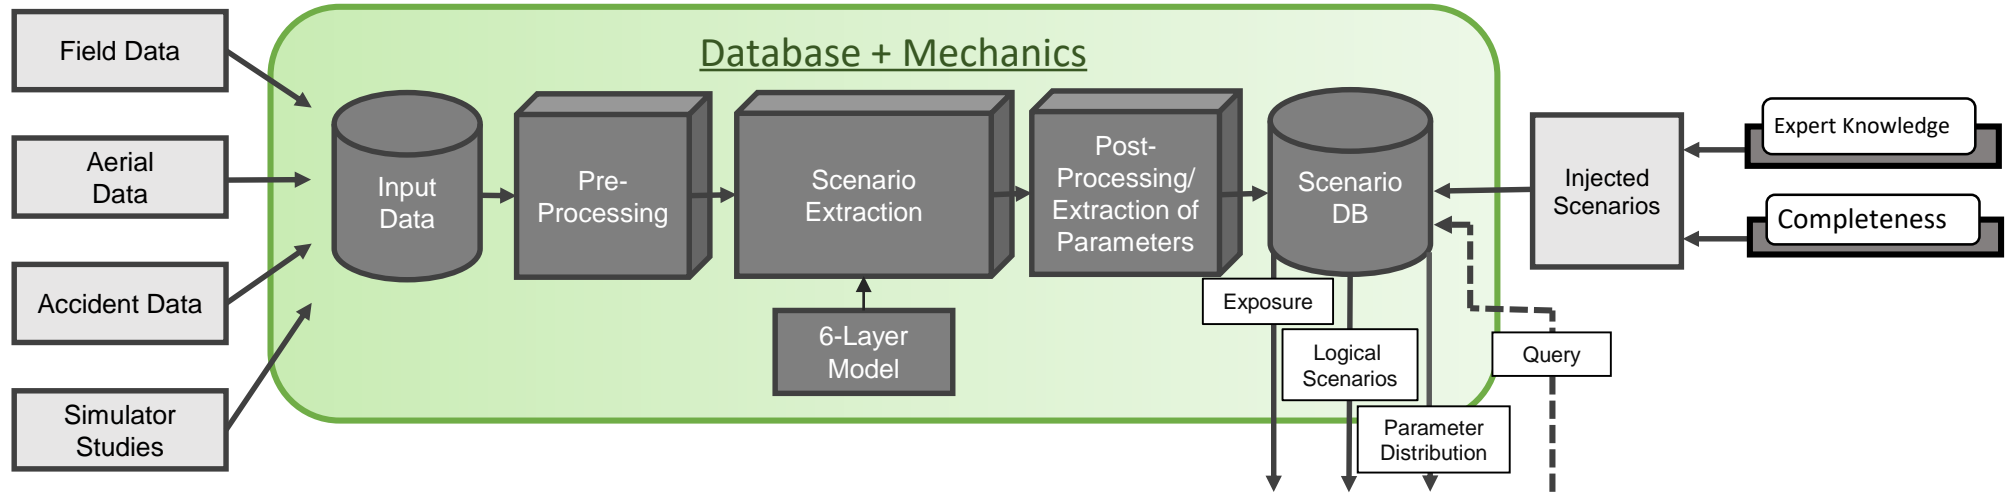 Database + Mechanics
Field Data
Aerial
Data
Accident Data
Simulator
Studies
Input
Data
Pre-
Processing
Scenario
Extraction
6-Layer
Model
Post-
Processing/
Extraction of
Parameters
Scenario
DB
Injected
Scenarios
Expert Knowledge
Completeness
Exposure
Logical
Scenarios
Parameter
Distribution
Query